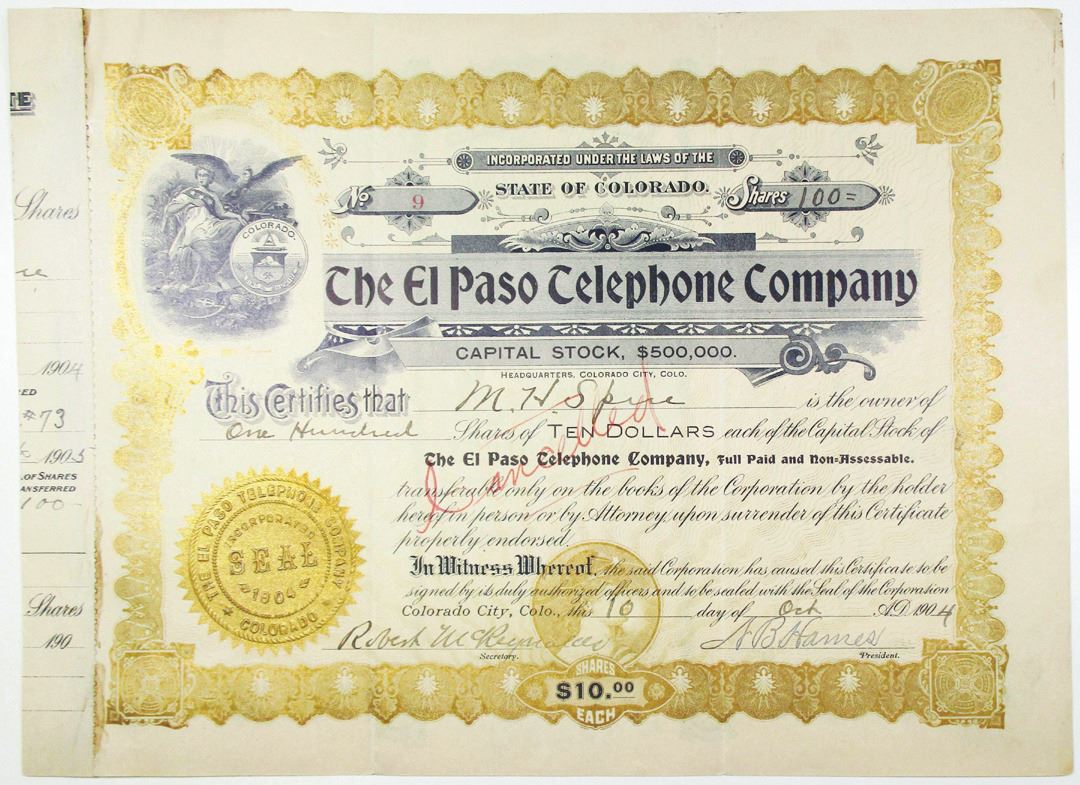 TE
INCORPORATED UNDER THE LAWS OF THE
STATE OF COLORADO.
No 9
Shares 100=
COLORADO
The El Paso Telephone Company
CAPITAL STOCK, $500,000.
HEADQUARTERS, COLORADO CITY, COLO.
This Certifies that M. H. is the owner of
One Hundred Shares of TEN DOLLARS each of the Capital Stock of
The El Paso Telephone Company, Full Paid and Non-Assessable.
transferable only on the books of the Corporation by the holder
hereof in person or by Attorney upon surrender of this Certificate
properly endorsed.
Cancelled
In Witness Whereof, the said Corporation has caused this Certificate to be
signed by its duly authorized officers and to be sealed with the Seal of the Corporation
Colorado City, Colo., this 10 day of Oct A.D. 1904
Robert McReynolds
Secretary.
President.
SHARES
$10.00
EACH
THE EL PASO TELEPHONE COMPANY
INCORPORATED
SEAL
1904
COLORADO
Shares
1904
ED
#73
1905
. OF SHARES
ANSFERRED
100
Shares
190